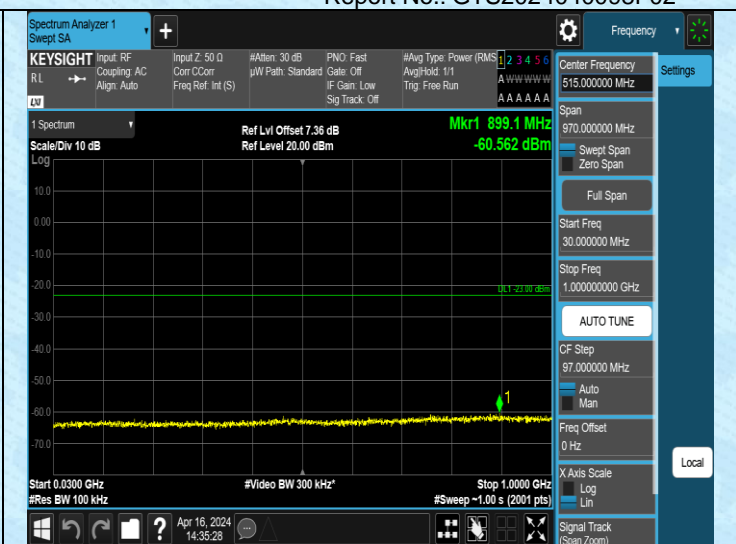 Spectrum Analyzer 1
Swept SA
+
Frequency
KEYSIGHT
RL
LXI
Input: RF
Coupling: AC
Align: Auto
Input Z: 50 Ω
Corr CCorr
Freq Ref: Int (S)
#Atten: 30 dB
µW Path: Standard
PNO: Fast
Gate: Off
IF Gain: Low
Sig Track: Off
#Avg Type: Power (RMS
Avg|Hold: 1/1
Trig: Free Run
1 2 3 4 5 6
A W W W W W
A A A A A A
1 Spectrum
Scale/Div 10 dB
Ref Lvl Offset 7.36 dB
Ref Level 20.00 dBm
Mkr1 899.1 MHz
-60.562 dBm
Log
10.0
0.00
-10.0
-20.0
-30.0
-40.0
-50.0
-60.0
-70.0
DL1 -23.00 dBm
1
Start 0.0300 GHz
#Res BW 100 kHz
#Video BW 300 kHz*
Stop 1.0000 GHz
#Sweep ~1.00 s (2001 pts)
Apr 16, 2024
14:35:28
?
Center Frequency
515.000000 MHz
Settings
Span
970.000000 MHz
Swept Span
Zero Span
Full Span
Start Freq
30.000000 MHz
Stop Freq
1.000000000 GHz
AUTO TUNE
CF Step
97.000000 MHz
Auto
Man
Freq Offset
0 Hz
X Axis Scale
Log
Lin
Local
Signal Track
(Span Zoom)